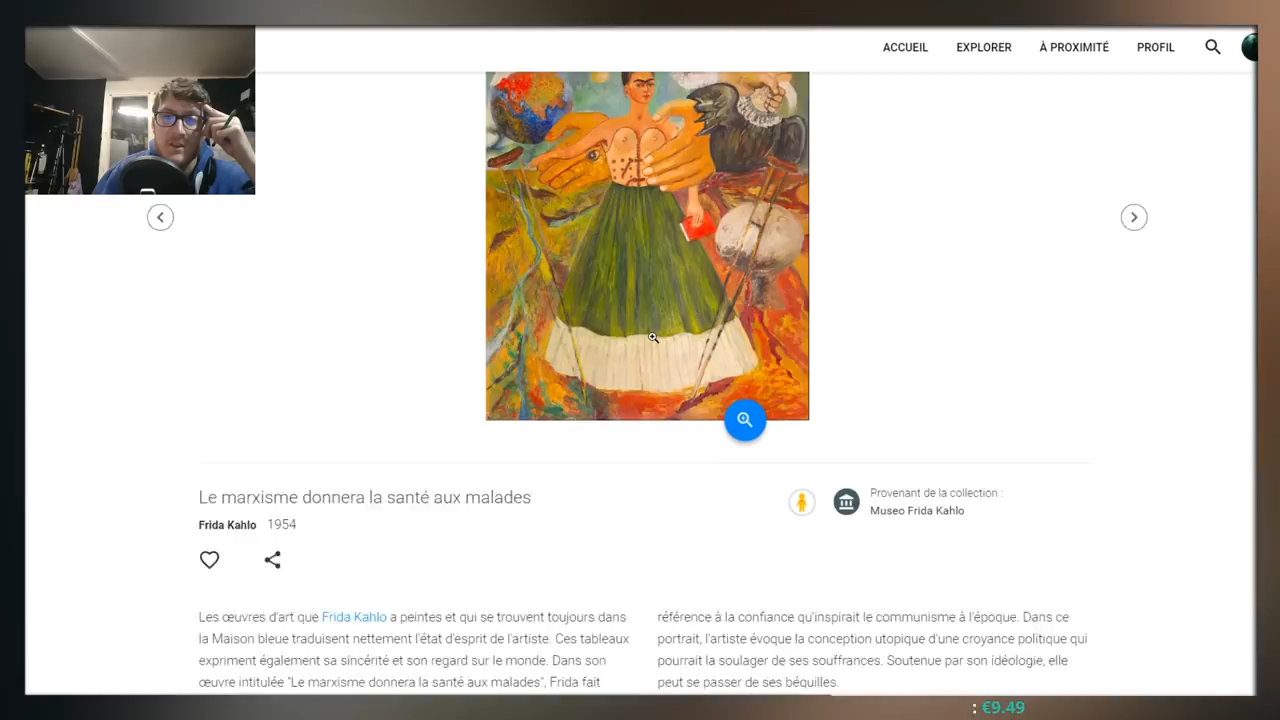 ACCUEIL EXPLORER À PROXIMITÉ PROFIL
Le marxisme donnera la santé aux malades
Frida Kahlo 1954
Provenant de la collection :
Museo Frida Kahlo
Les œuvres d'art que Frida Kahlo a peintes et qui se trouvent toujours dans
la Maison bleue traduisent nettement l'état d'esprit de l'artiste. Ces tableaux
expriment également sa sincérité et son regard sur le monde. Dans son
œuvre intitulée "Le marxisme donnera la santé aux malades", Frida fait
référence à la confiance qu'inspirait le communisme à l'époque. Dans ce
portrait, l'artiste évoque la conception utopique d'une croyance politique qui
pourrait la soulager de ses souffrances. Soutenue par son idéologie, elle
peut se passer de ses béquilles.
: €9.49